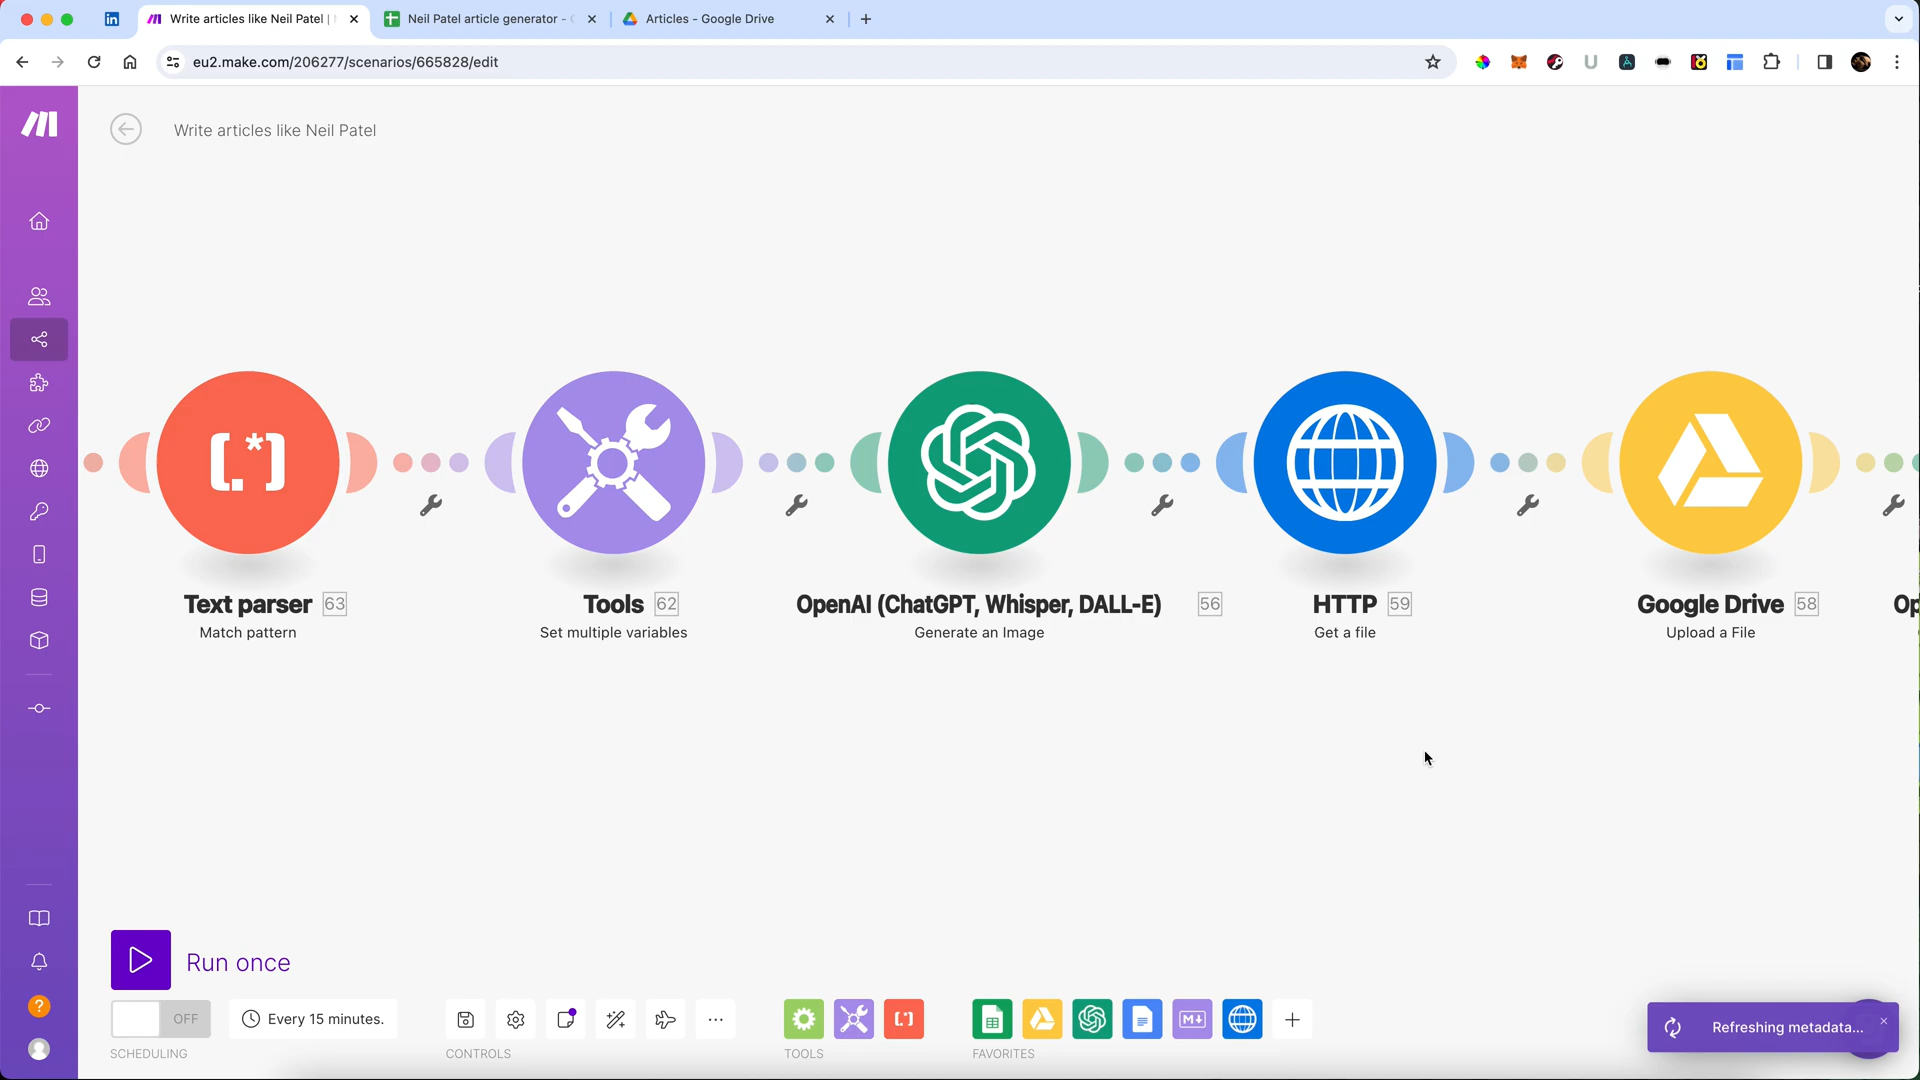 Write articles like Neil Patel |
Neil Patel article generator -
Articles - Google Drive
eu2.make.com/206277/scenarios/665828/edit
Write articles like Neil Patel
Text parser 63
Match pattern
Tools 62
Set multiple variables
OpenAI (ChatGPT, Whisper, DALL-E) 56
Generate an Image
HTTP 59
Get a file
Google Drive 58
Upload a File
Op
Run once
OFF
Every 15 minutes.
SCHEDULING
CONTROLS
TOOLS
FAVORITES
Refreshing metadata...